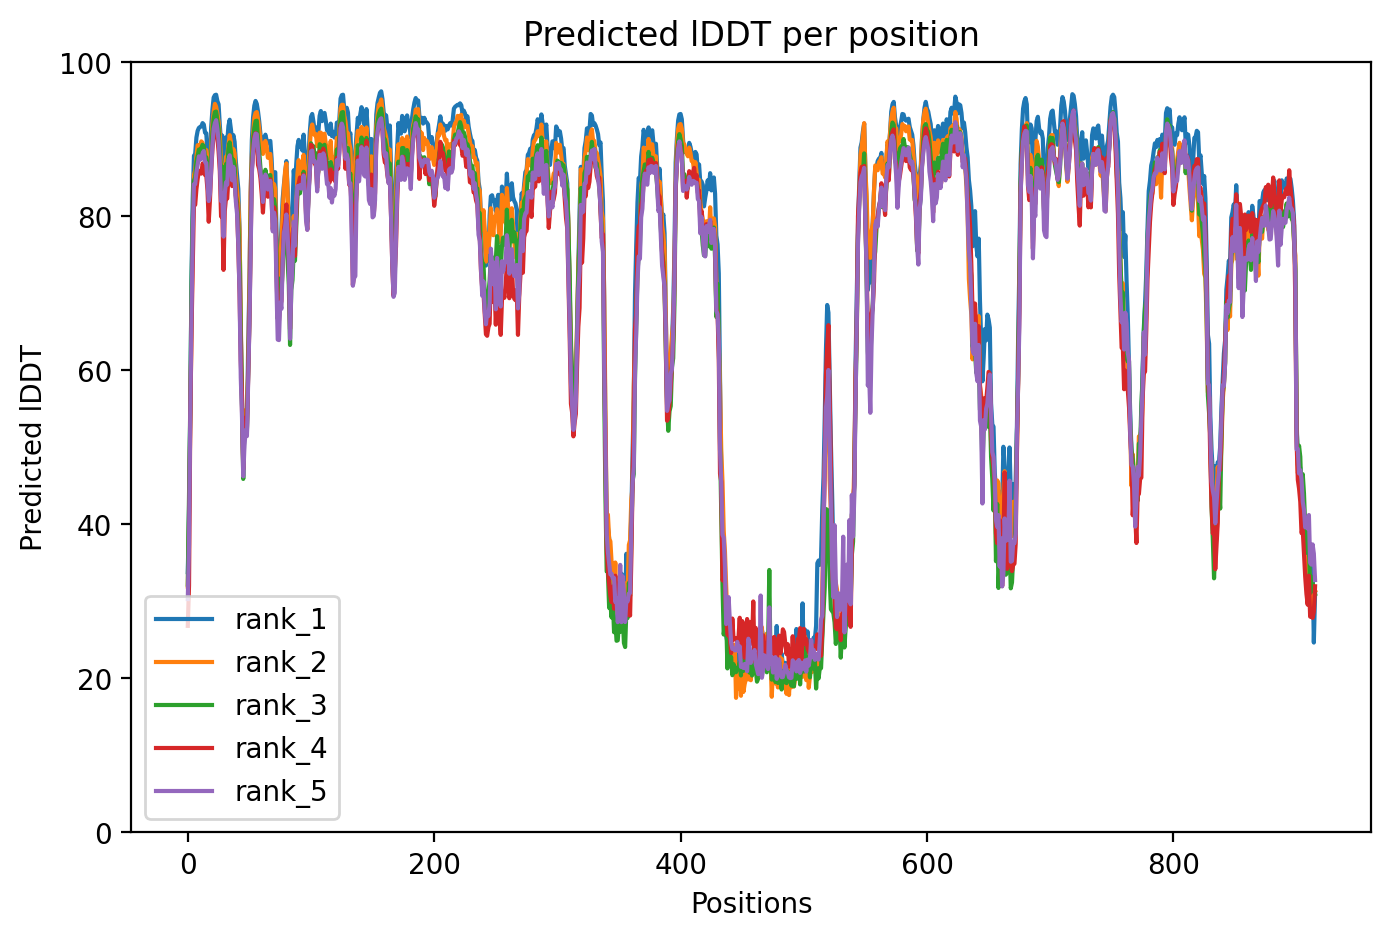 Predicted lDDT per position
100
80
60
40
20
0
Predicted lDDT
rank_1
rank_2
rank_3
rank_4
rank_5
0 200 400 600 800
Positions